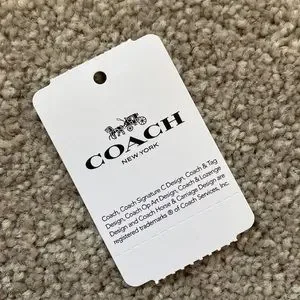 COACH
NEW YORK
Coach, Coach Signature C Design, Coach & Tag
Design, Coach Op Art Design, Coach & Lozenge
Design and Coach Horse & Carriage Design are
registered trademarks ® of Coach Services, Inc.